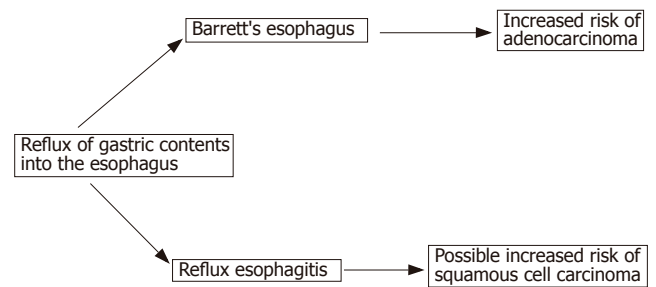 Barrett's esophagus
Increased risk of
adenocarcinoma
Reflux of gastric contents
into the esophagus
Reflux esophagitis
Possible increased risk of
squamous cell carcinoma